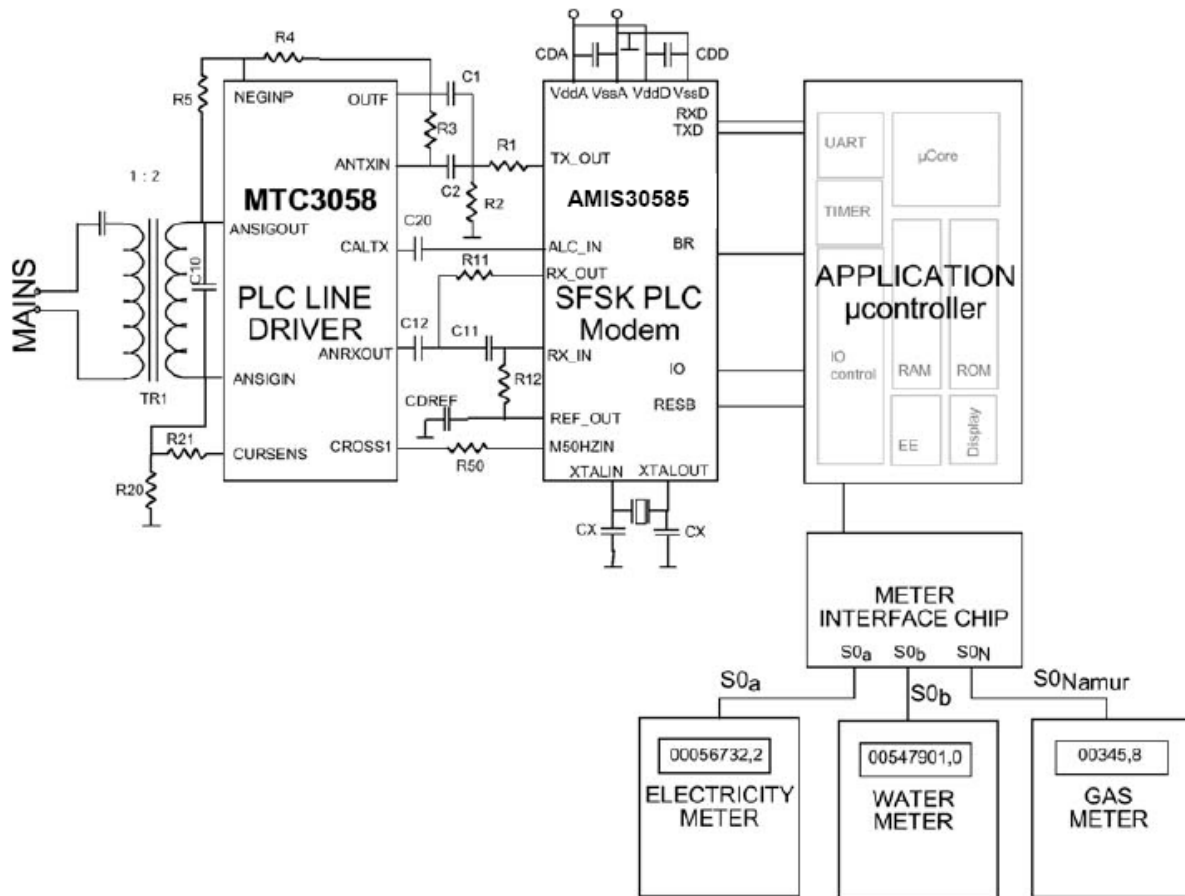 R4
CDA
CDD
C1
R5
NEGINP
OUTF
VddA VssA VddD VssD
RXD
TXD
R3
R1
UART
µCore
ANTXIN
TX_OUT
C2
1 : 2
MTC3058
R2
AMIS30585
TIMER
ANSIGOUT
C20
CALTX
ALC_IN
BR
C10
R11
RX_OUT
MAINS
PLC LINE
DRIVER
SFSK PLC
Modem
APPLICATION
µcontroller
C12
C11
ANRXOUT
RX_IN
IO
control
RAM
ROM
ANSIGIN
R12
IO
TR1
CDREF
RESB
REF_OUT
R21
CURSENS
CROSS1
R50
M50HZIN
EE
Display
R20
XTALIN
XTALOUT
CX
CX
METER
INTERFACE CHIP
S0a
S0b
S0N
S0a
S0b
S0Namur
00056732,2
00547901,0
00345,8
ELECTRICITY
METER
WATER
METER
GAS
METER